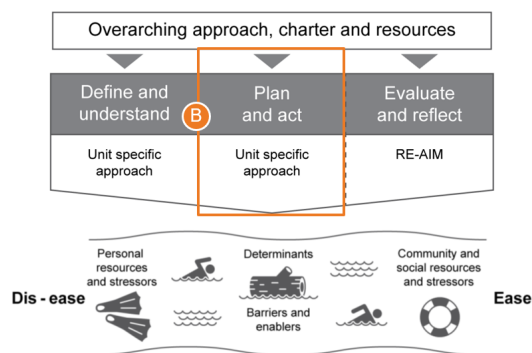 Overarching approach, charter and resources
Define and
understand
B
Plan
and act
Evaluate
and reflect
Unit specific
approach
Unit specific
approach
RE-AIM
Personal
resources
and stressors
Determinants
Community and
social resources
and stressors
Dis - ease
Ease
Barriers and
enablers